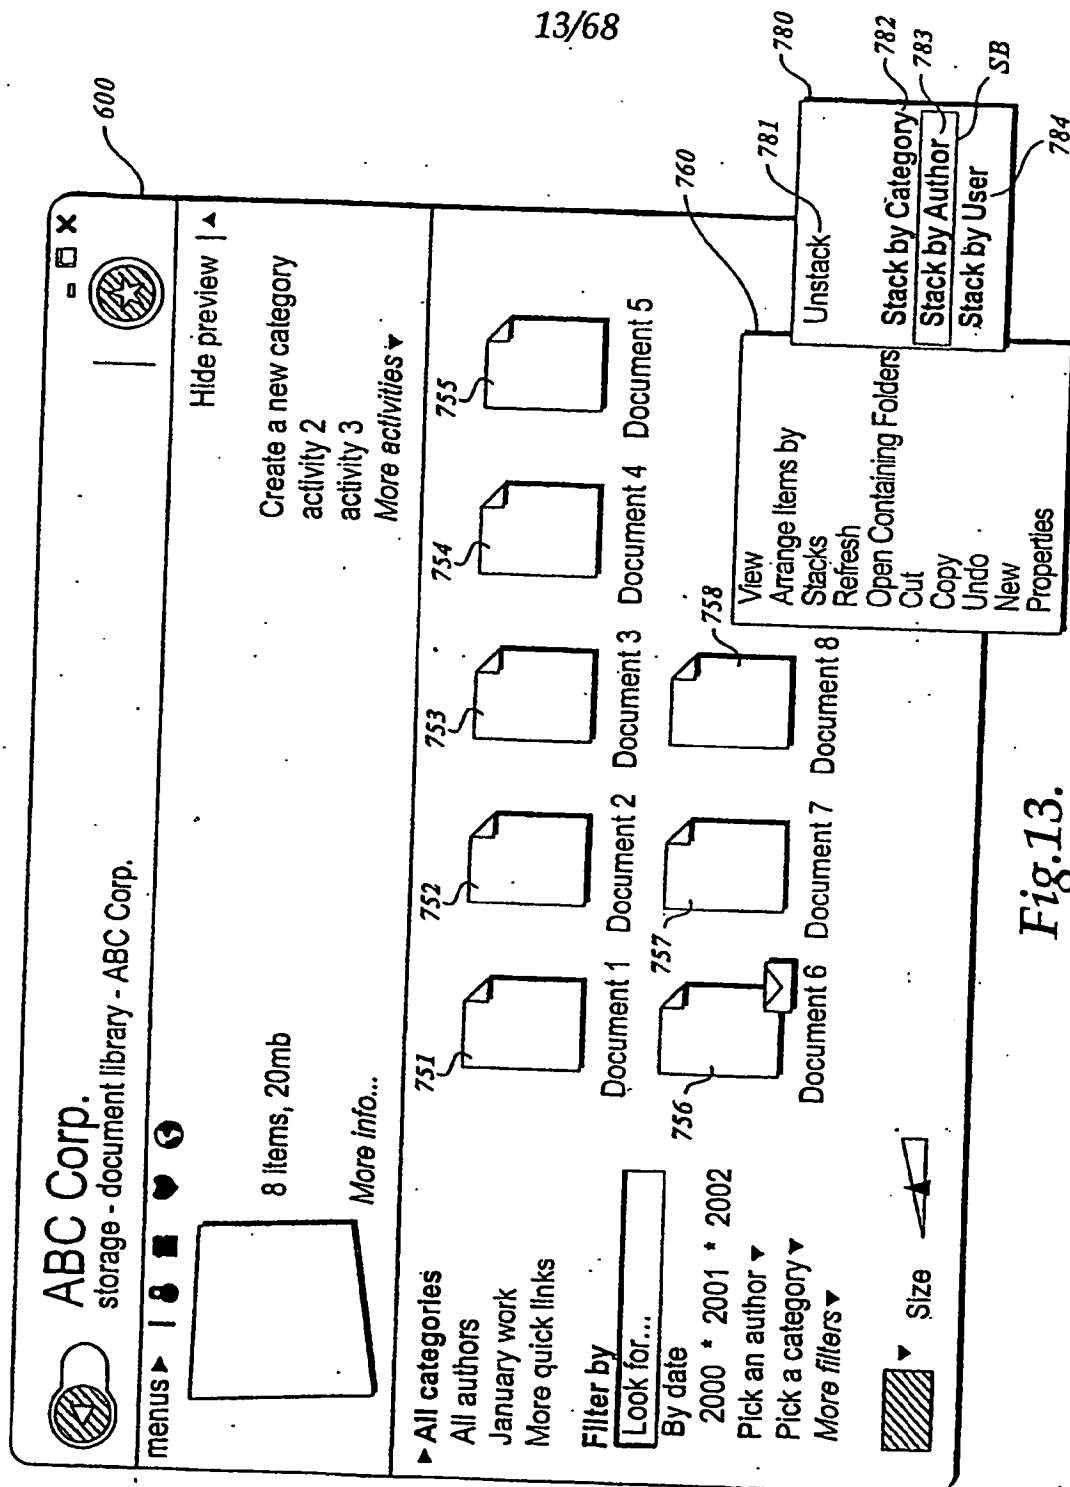 13/68
600
ABC Corp.
storage - document library - ABC Corp.
menus
Hide preview
8 items, 20mb
More info...
Create a new category
activity 2
activity 3
More activities
All categories
All authors
January work
More quick links
Filter by
Look for...
By date
2000 * 2001 * 2002
Pick an author
Pick a category
More filters
Size
751
752
753
754
755
Document 1
Document 2
Document 3
Document 4
Document 5
756
757
758
Document 6
Document 7
Document 8
760
View
Arrange Items by
Stacks
Refresh
Open Containing Folders
Cut
Copy
Undo
New
Properties
780
Unstack
781
Stack by Category
782
Stack by Author
783
SB
Stack by User
784
Fig.13.